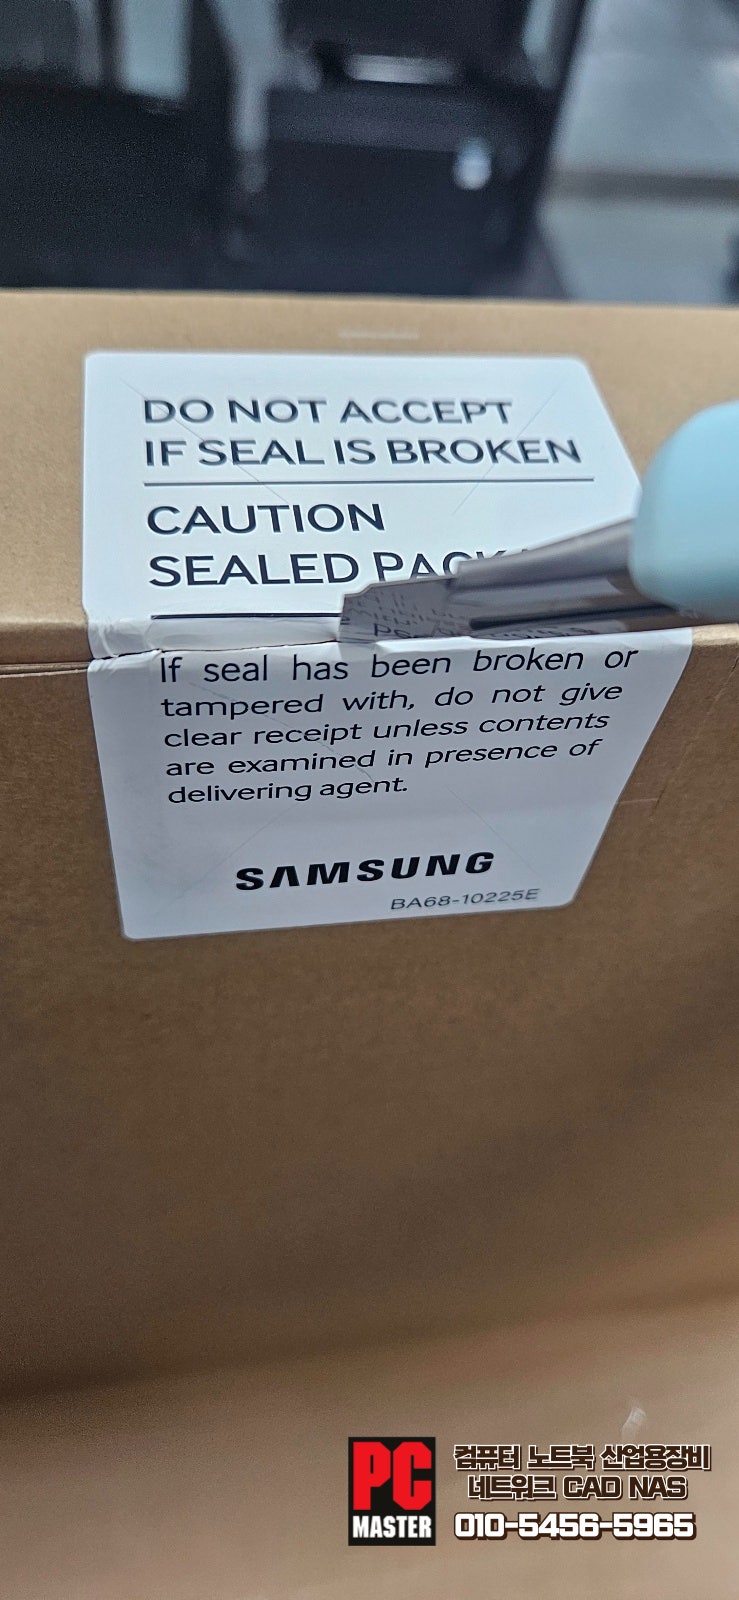 DO NOT ACCEPT
IF SEAL IS BROKEN
CAUTION
SEALED
If seal has been broken or
tampered with, do not give
clear receipt unless contents
are examined in presence of
delivering agent.
SAMSUNG
BA68-10225E
PC
MASTER
컴퓨터 노트북 산업용장비
네트워크 CAD NAS
010-5456-5965